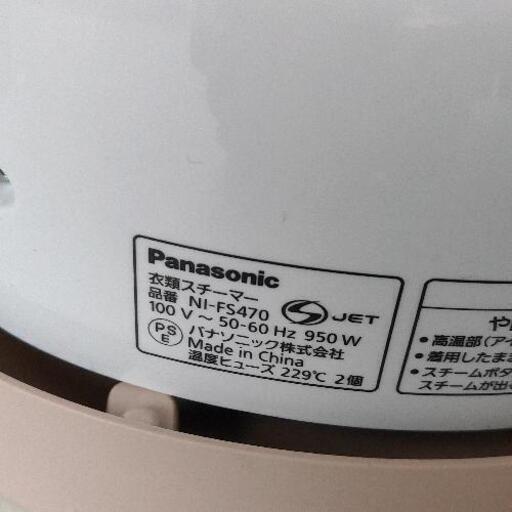 Panasonic
衣類スチーマー
品番 NI-FS470
100 V ～ 50-60 Hz 950 W
S JET
PS E
パナソニック株式会社
Made in China
温度ヒューズ 229℃ 2個
・高温部(アイ
・着用したまま
・スチームボタ
スチームが出